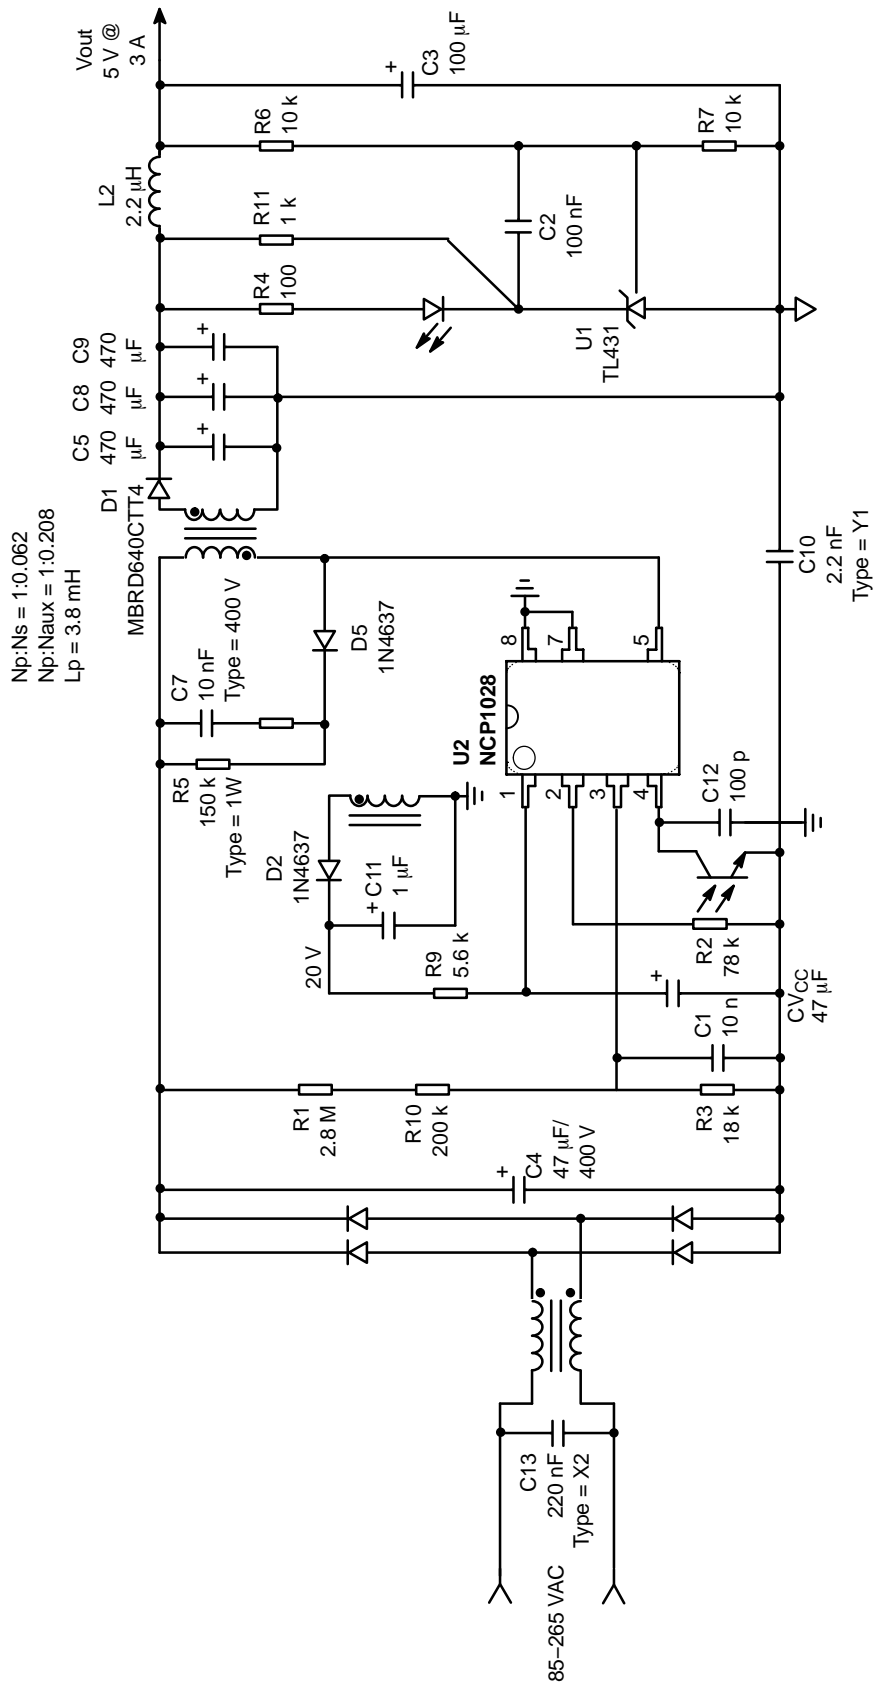 85–265 VAC
C13
220 nF
Type = X2
C4
47 μF/
400 V
R1
2.8 M
R10
200 k
R3
18 k
C1
10 n
CVCC
47 μF
20 V
R9
5.6 k
D2
1N4637
C11
1 μF
+
R2
78 k
C12
100 p
1
2
3
4
8
7
5
U2
NCP1028
R5
150 k
Type = 1W
C7
10 nF
Type = 400 V
D5
1N4637
Np:Ns = 1:0.062
Np:Naux = 1:0.208
Lp = 3.8 mH
D1
MBRD640CTT4
C5
470
μF
C8
470
μF
C9
470
μF
+
+
+
+
+
+
C10
2.2 nF
Type = Y1
R4
100
R11
1 k
L2
2.2 μH
U1
TL431
C2
100 nF
R6
10 k
R7
10 k
C3
100 μF
Vout
5 V @
3 A